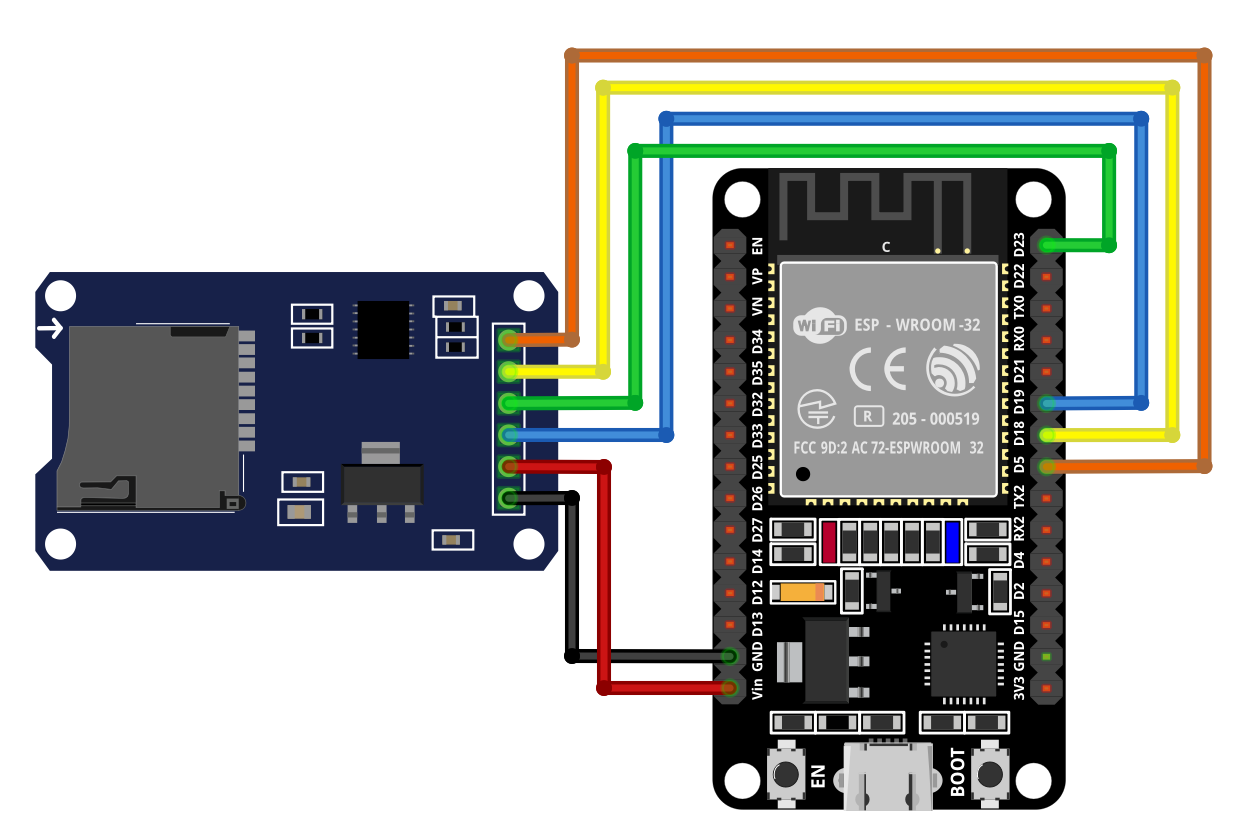 C
WiFi
ESP - WROOM -32
CE
R 205 - 000519
FCC 9D:2 AC 72-ESPWROOM 32
EN
VP
VN
D34
D35
D32
D33
D25
D26
D27
D14
D12
D13
GND
Vin
D23
D22
TX0
RX0
D21
D19
D18
D5
TX2
RX2
D4
D2
D15
GND
3V3
EN
BOOT